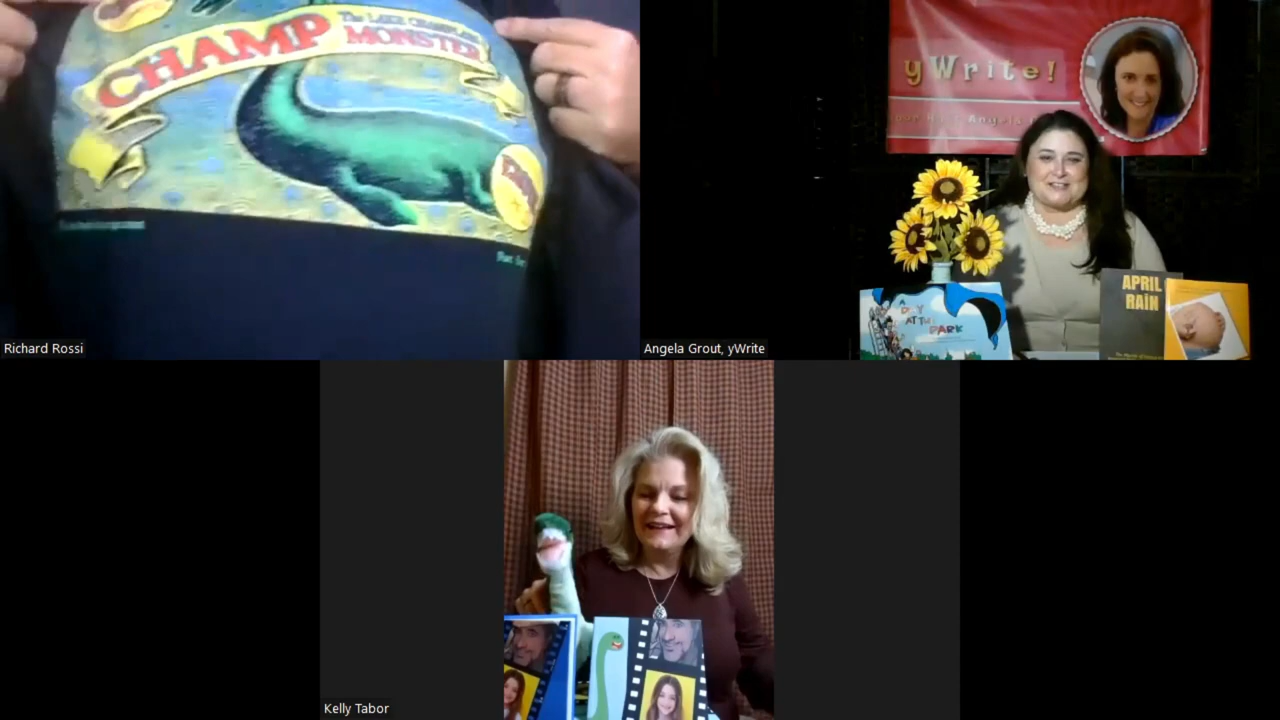 CHAMP
The LAKE CHAMPLAIN
MONSTER
Richard Rossi
yWrite!
A
DAY
AT THE
PARK
APRIL
RAIN
Angela Grout, yWrite
Kelly Tabor